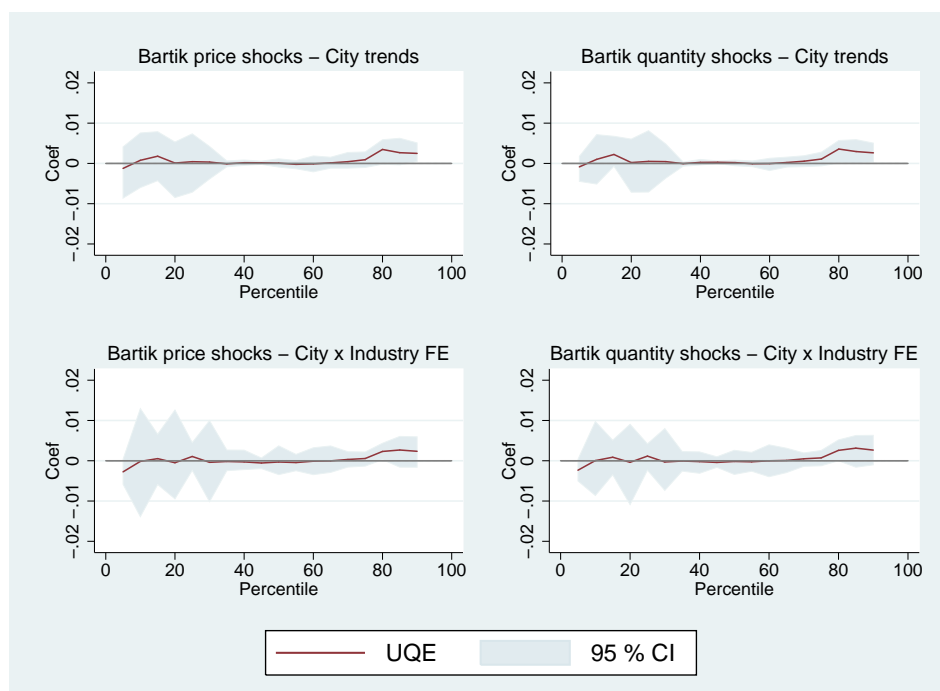 Bartik price shocks – City trends
.02
.01
0
-.01
-.02
Coef
0 20 40 60 80 100
Percentile
Bartik quantity shocks – City trends
.02
.01
0
-.01
-.02
Coef
0 20 40 60 80 100
Percentile
Bartik price shocks – City x Industry FE
.02
.01
0
-.01
-.02
Coef
0 20 40 60 80 100
Percentile
Bartik quantity shocks – City x Industry FE
.02
.01
0
-.01
-.02
Coef
0 20 40 60 80 100
Percentile
UQE 95 % CI